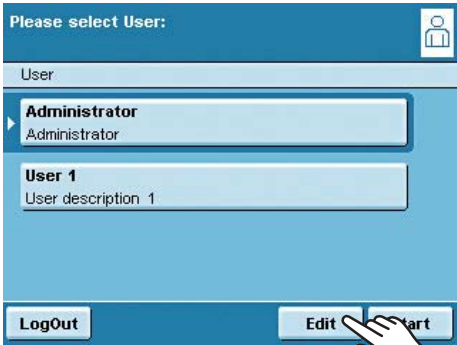 Please select User:
User
Administrator
Administrator
User 1
User description 1
LogOut
Edit